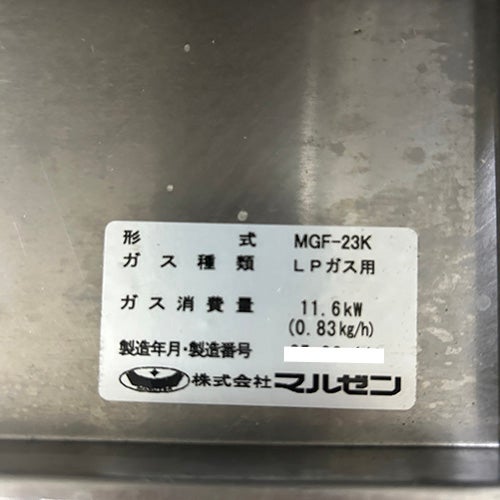 形式 MGF-23K
ガス種類 LPガス用
ガス消費量 11.6kW
(0.83kg/h)
製造年月・製造番号
株式会社マルゼン